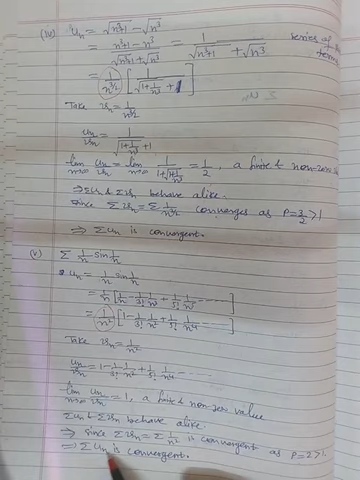 (iv) un = √(n³+1) - √n³
= (n³+1 - n³)/(√(n³+1) + √n³) = 1/(√(n³+1) + √n³) series of
= 1/n^(3/2) [1/(√(1+1/n³) + 1)]
Take vn = 1/n^(3/2)
un/vn = 1/(√(1+1/n³) + 1)
lim n→∞ un/vn = lim n→∞ 1/(1+√(1+1/n³)) = 1/2 a finite & non-zero
⇒ Σun & Σvn behave alike.
Since Σvn = Σ 1/n^(3/2) converges as P = 3/2 > 1
⇒ Σun is convergent.
(v) Σ 1/n sin 1/n
un = 1/n sin 1/n
= 1/n [1/n - 1/3! 1/n³ + 1/5! 1/n⁵ ------]
= 1/n² [1 - 1/3! 1/n² + 1/5! 1/n⁴ ------]
Take vn = 1/n²
un/vn = 1 - 1/3! 1/n² + 1/5! 1/n⁴ ------
lim n→∞ un/vn = 1, a finite & non-zero value
Σun & Σvn behave alike.
⇒ since Σvn = Σ 1/n² is convergent as P = 2 > 1.
⇒ Σun is convergent.